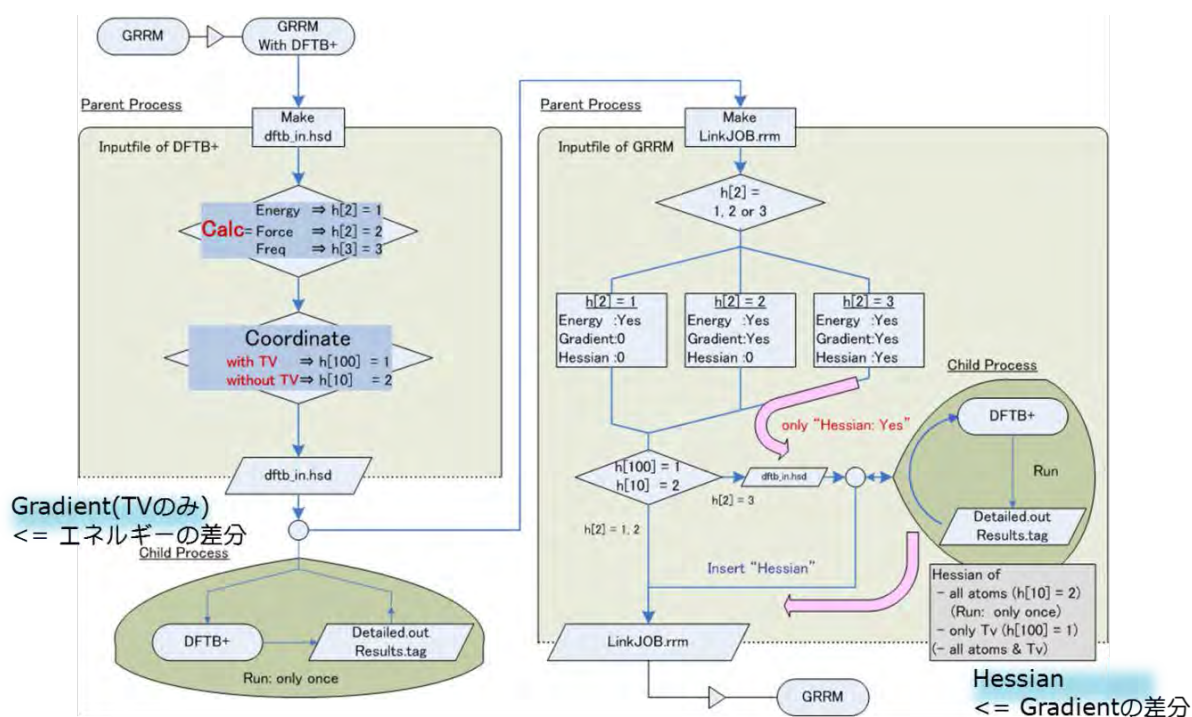 GRRM
GRRM
With DFTB+
Parent Process
Make
dftb_in.hsd
Inputfile of DFTB+
Calc=
Energy ⇒ h[2] = 1
Force ⇒ h[2] = 2
Freq ⇒ h[3] = 3
Coordinate
with TV ⇒ h[100] = 1
without TV⇒ h[10] = 2
dftb_in.hsd
Gradient(TVのみ)
<= エネルギーの差分
Child Process
DFTB+
Detailed.out
Results.tag
Run: only once
Parent Process
Make
LinkJOB.rrm
Inputfile of GRRM
h[2] =
1, 2 or 3
h[2] = 1
Energy :Yes
Gradient:0
Hessian :0
h[2] = 2
Energy :Yes
Gradient:Yes
Hessian :0
h[2] = 3
Energy :Yes
Gradient:Yes
Hessian :Yes
only “Hessian: Yes”
h[100] = 1
h[10] = 2
h[2] = 3
dftb_in.hsd
h[2] = 1, 2
Insert “Hessian”
Child Process
DFTB+
Run
Detailed.out
Results.tag
Hessian of
- all atoms (h[10] = 2)
(Run: only once)
- only Tv (h[100] = 1)
(- all atoms & Tv)
LinkJOB.rrm
GRRM
Hessian
<= Gradientの差分